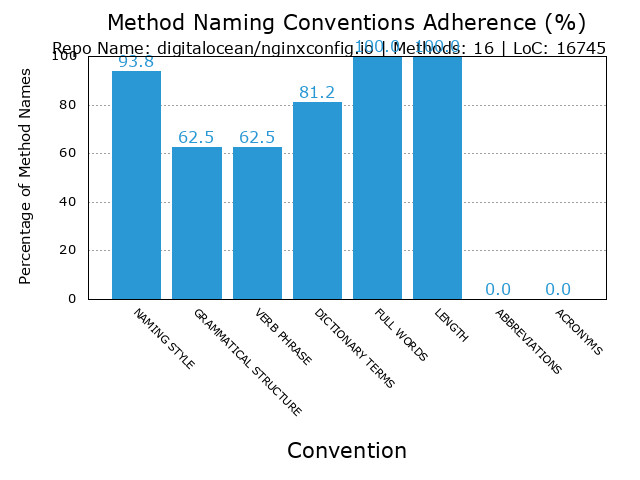 Method Naming Conventions Adherence (%)
Repo Name: digitalocean/nginxconfig.io | Methods: 16 | LoC: 16745
Percentage of Method Names
100
80
60
40
20
0
93.8
62.5
62.5
81.2
100.0
100.0
0.0
0.0
NAMING STYLE
GRAMMATICAL STRUCTURE
VERB PHRASE
DICTIONARY TERMS
FULL WORDS
LENGTH
ABBREVIATIONS
ACRONYMS
Convention